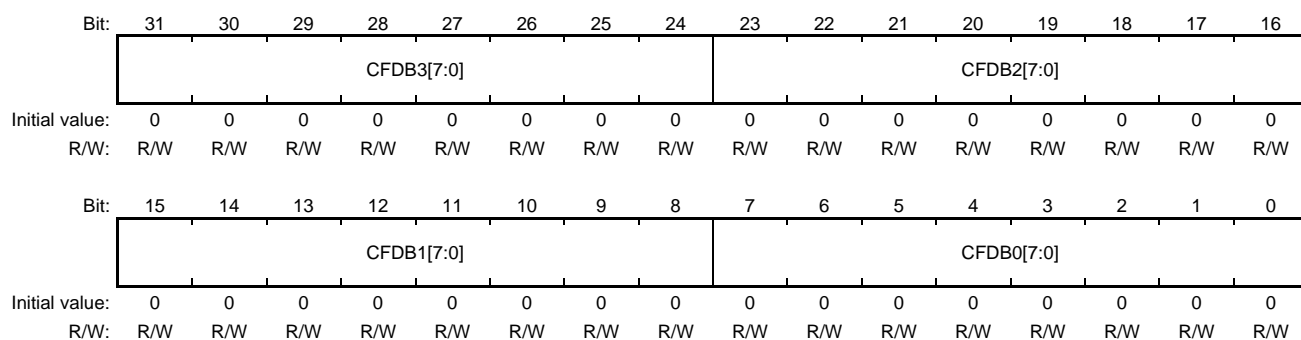 Bit: 31 30 29 28 27 26 25 24 23 22 21 20 19 18 17 16
CFDB3[7:0] CFDB2[7:0]
Initial value: 0 0 0 0 0 0 0 0 0 0 0 0 0 0 0 0
R/W: R/W R/W R/W R/W R/W R/W R/W R/W R/W R/W R/W R/W R/W R/W R/W R/W
Bit: 15 14 13 12 11 10 9 8 7 6 5 4 3 2 1 0
CFDB1[7:0] CFDB0[7:0]
Initial value: 0 0 0 0 0 0 0 0 0 0 0 0 0 0 0 0
R/W: R/W R/W R/W R/W R/W R/W R/W R/W R/W R/W R/W R/W R/W R/W R/W R/W